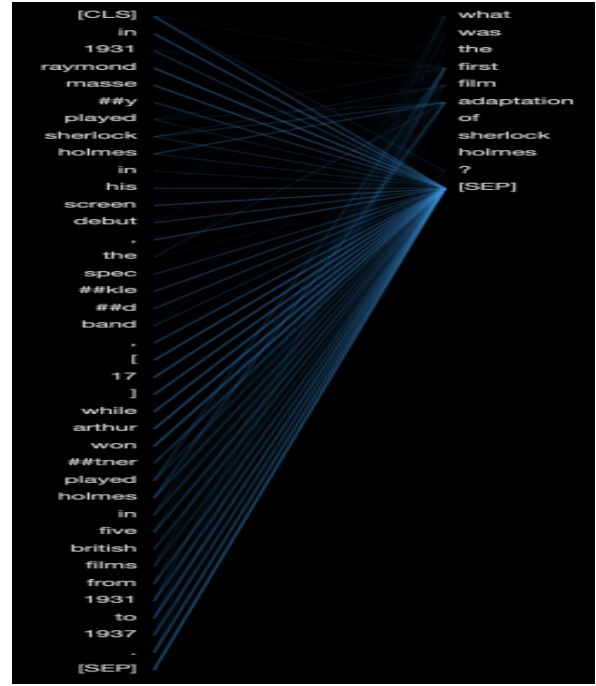 [CLS]
in
1931
raymond
masse
##y
played
sherlock
holmes
in
his
screen
debut
,
the
spec
##kle
##d
band
,
[
17
]
while
arthur
won
##tner
played
holmes
in
five
british
films
from
1931
to
1937
.
[SEP]
what
was
the
first
film
adaptation
of
sherlock
holmes
?
[SEP]